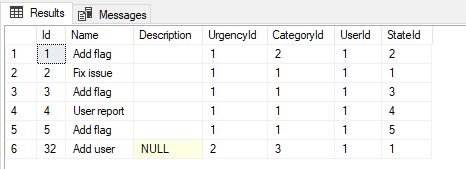 Results Messages
Id Name Description UrgencyId CategoryId UserId StateId
1 1 Add flag 1 2 1 2
2 2 Fix issue 1 1 1 1
3 3 Add flag 1 1 1 3
4 4 User report 1 1 1 4
5 5 Add flag 1 1 1 5
6 32 Add user NULL 2 3 1 1